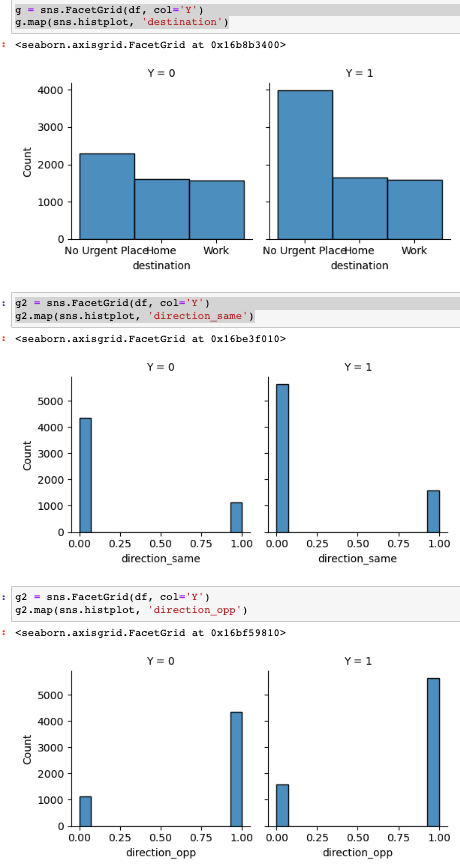 g = sns.FacetGrid(df, col='Y')
g.map(sns.histplot, 'destination')
: <seaborn.axisgrid.FacetGrid at 0x16b8b3400>
Y = 0 Y = 1
4000
3000
2000
1000
0
Count
No Urgent Place Home Work No Urgent Place Home Work
destination destination
: g2 = sns.FacetGrid(df, col='Y')
g2.map(sns.histplot, 'direction_same')
: <seaborn.axisgrid.FacetGrid at 0x16be3f010>
Y = 0 Y = 1
5000
4000
3000
2000
1000
0
Count
0.00 0.25 0.50 0.75 1.00 0.00 0.25 0.50 0.75 1.00
direction_same direction_same
: g2 = sns.FacetGrid(df, col='Y')
g2.map(sns.histplot, 'direction_opp')
: <seaborn.axisgrid.FacetGrid at 0x16bf59810>
Y = 0 Y = 1
5000
4000
3000
2000
1000
0
Count
0.00 0.25 0.50 0.75 1.00 0.00 0.25 0.50 0.75 1.00
direction_opp direction_opp